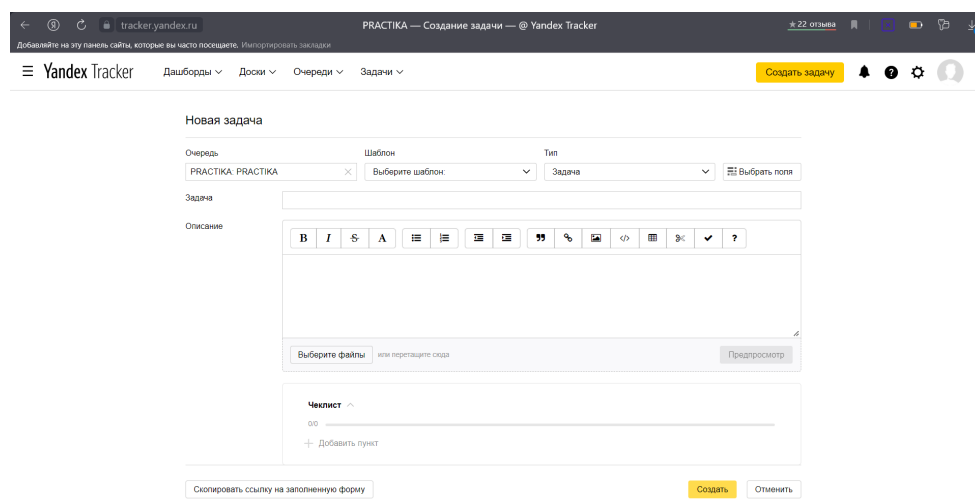 tracker.yandex.ru PRACTIKA — Создание задачи — @ Yandex Tracker ★ 22 отзыва
Добавляйте на эту панель сайты, которые вы часто посещаете. Импортировать закладки
Yandex Tracker Дашборды Доски Очереди Задачи Создать задачу
Новая задача
Очередь Шаблон Тип
PRACTIKA: PRACTIKA Выберите шаблон: Задача Выбрать поля
Задача
Описание
B I S A ?
Выберите файлы или перетащите сюда Предпросмотр
Чеклист
0/0
Добавить пункт
Скопировать ссылку на заполненную форму Создать Отменить